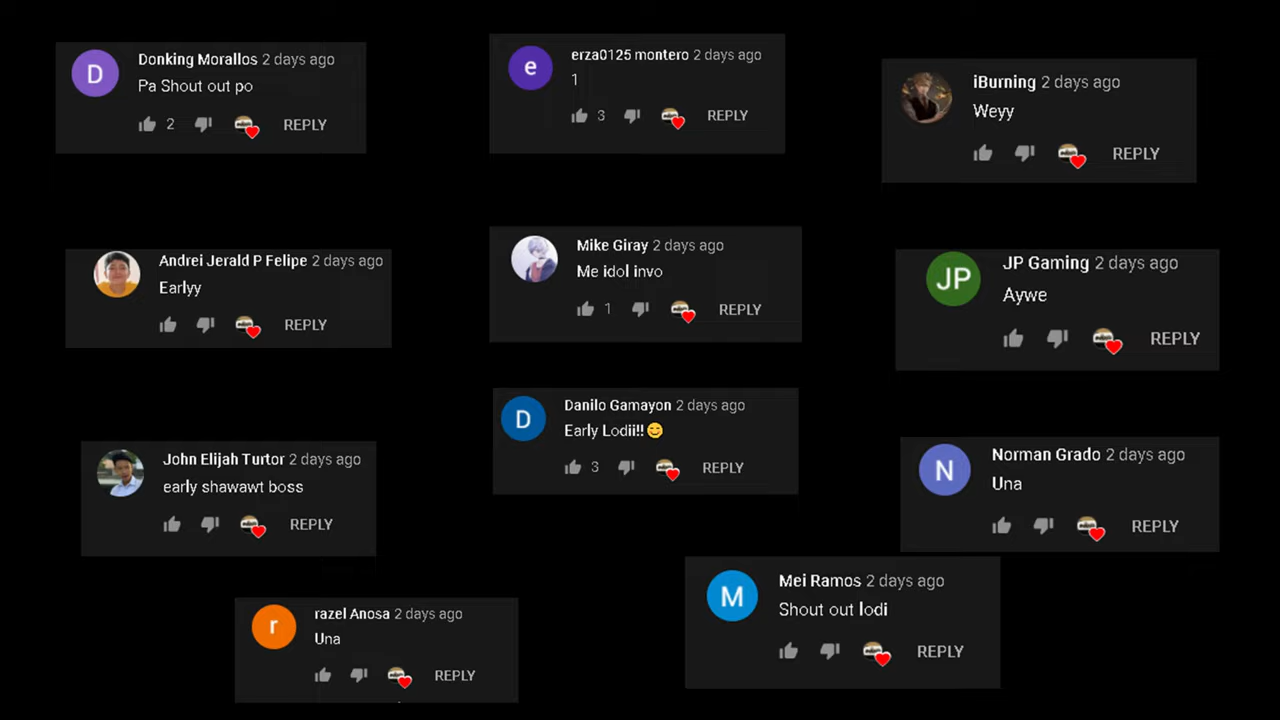 D
Donking Morallos 2 days ago
Pa Shout out po
2 REPLY
e
erza0125 montero 2 days ago
1
3 REPLY
iBurning 2 days ago
Weyy
REPLY
Andrei Jerald P Felipe 2 days ago
Earlyy
REPLY
Mike Giray 2 days ago
Me idol invo
1 REPLY
JP
JP Gaming 2 days ago
Aywe
REPLY
John Elijah Turtor 2 days ago
early shawawt boss
REPLY
D
Danilo Gamayon 2 days ago
Early Lodii!!😊
3 REPLY
N
Norman Grado 2 days ago
Una
REPLY
r
razel Anosa 2 days ago
Una
REPLY
M
Mei Ramos 2 days ago
Shout out lodi
REPLY